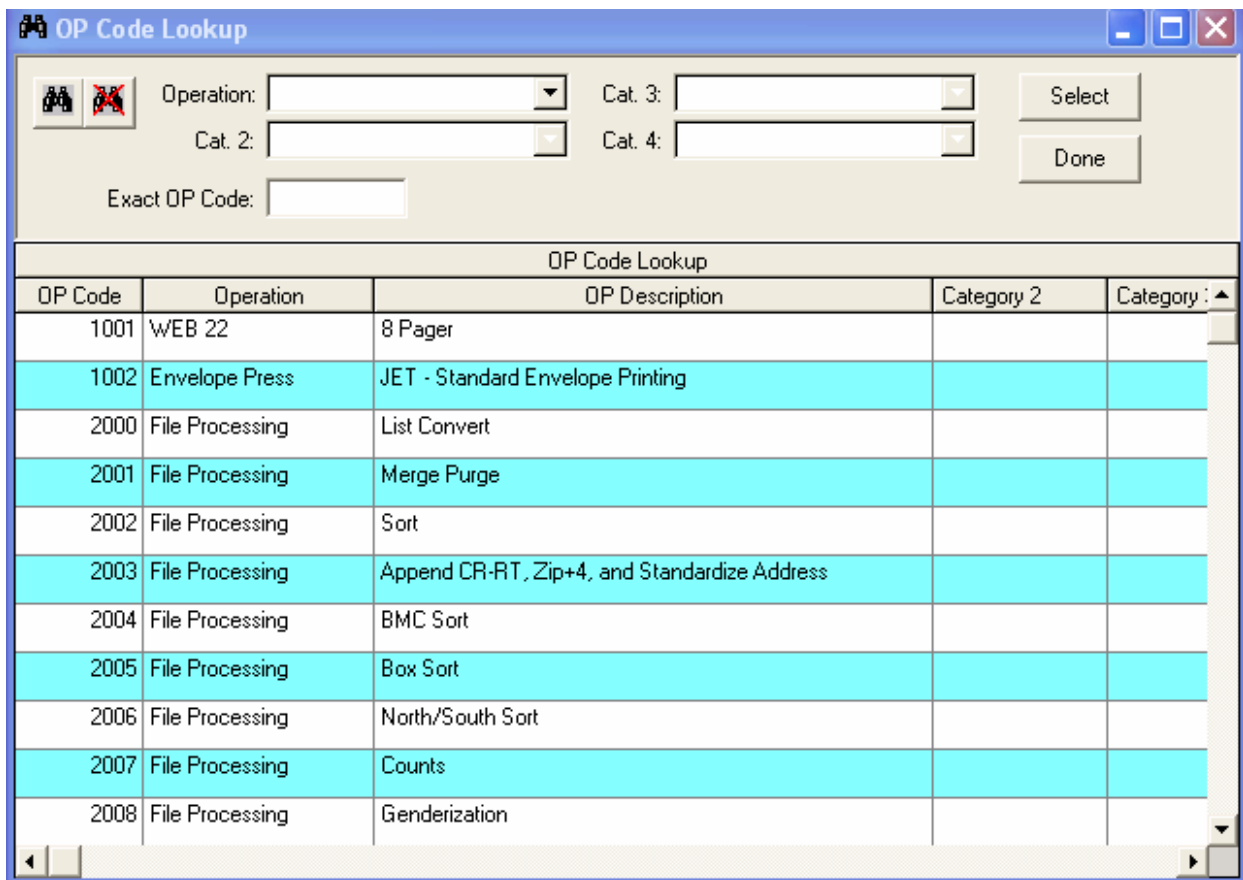 OP Code Lookup
Operation: Cat. 3: Select
Cat. 2: Cat. 4: Done
Exact OP Code:
OP Code Lookup
OP Code Operation OP Description Category 2 Category
1001 WEB 22 8 Pager
1002 Envelope Press JET - Standard Envelope Printing
2000 File Processing List Convert
2001 File Processing Merge Purge
2002 File Processing Sort
2003 File Processing Append CR-RT, Zip+4, and Standardize Address
2004 File Processing BMC Sort
2005 File Processing Box Sort
2006 File Processing North/South Sort
2007 File Processing Counts
2008 File Processing Genderization